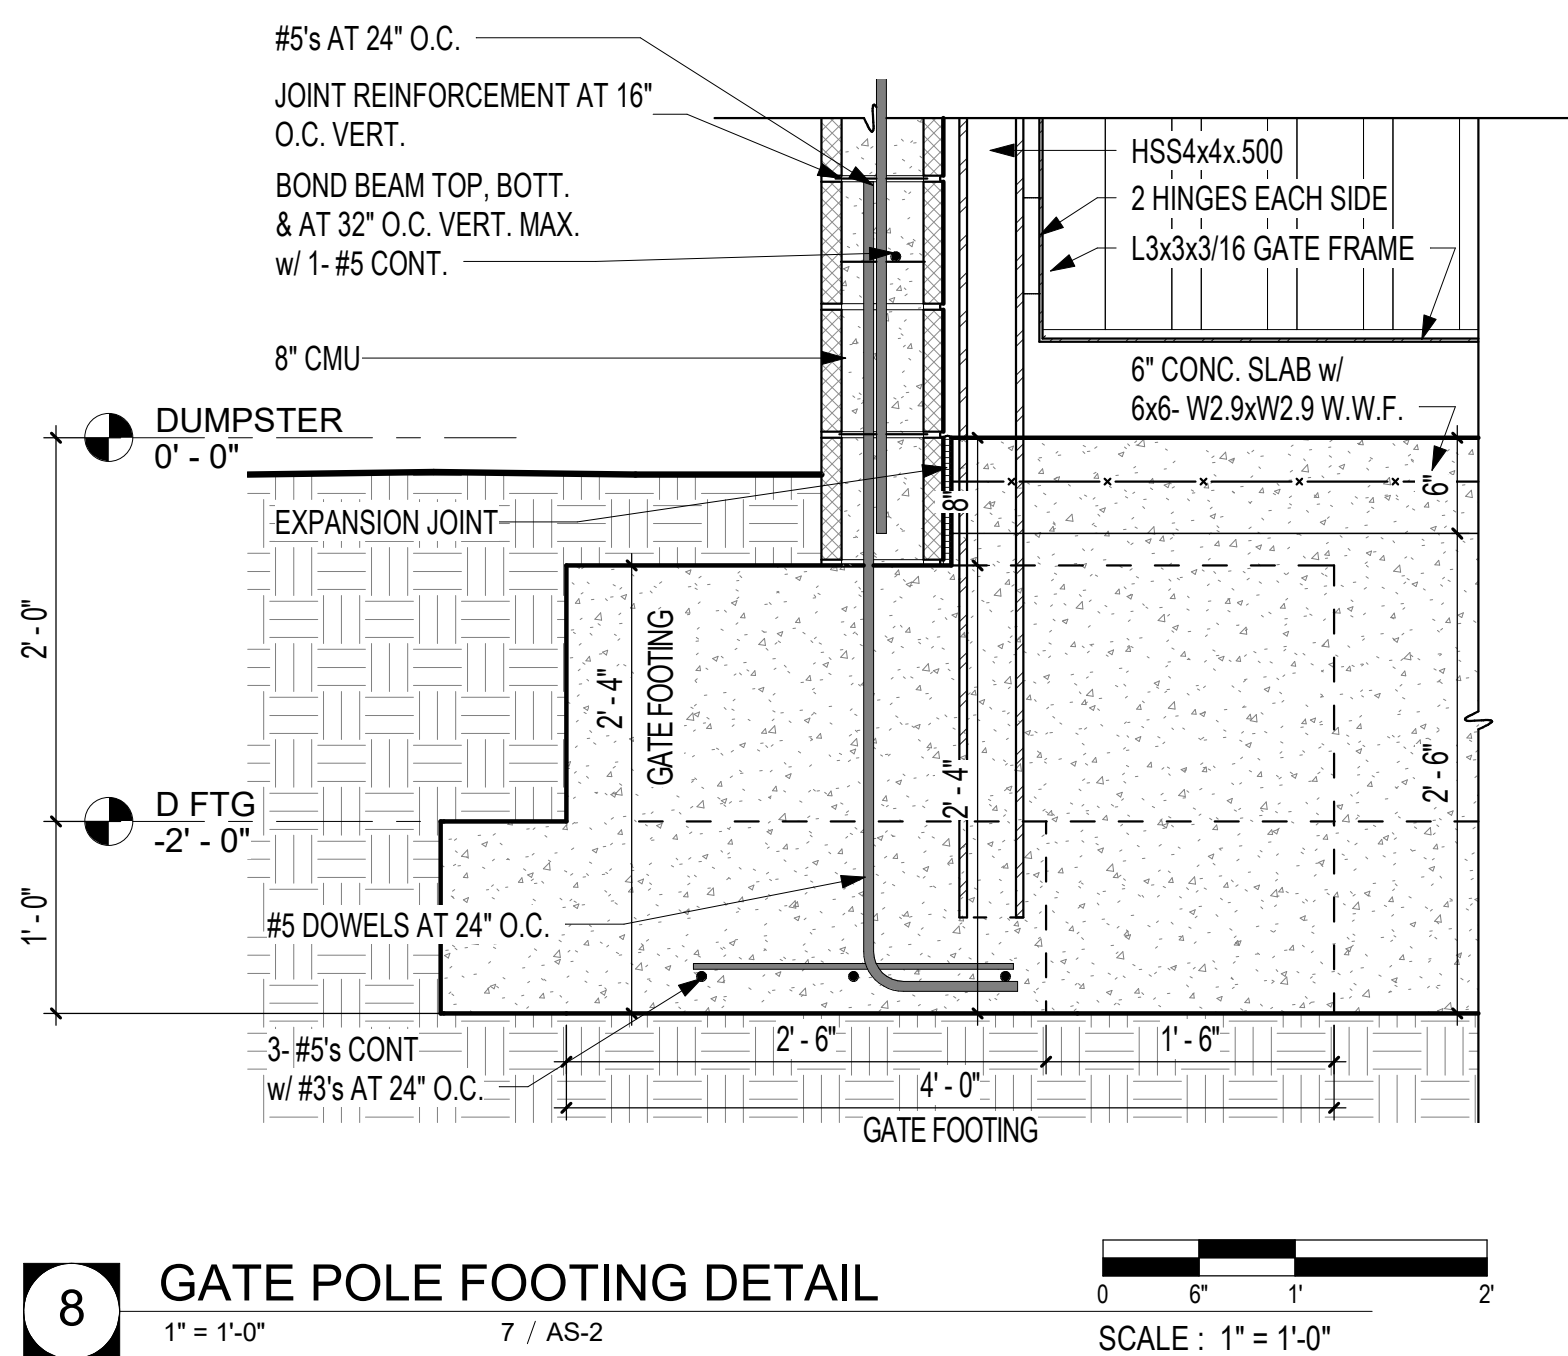 #5's AT 24" O.C.
JOINT REINFORCEMENT AT 16"
O.C. VERT.
BOND BEAM TOP, BOTT.
& AT 32" O.C. VERT. MAX.
w/ 1- #5 CONT.
8" CMU
HSS4x4x.500
2 HINGES EACH SIDE
L3x3x3/16 GATE FRAME
6" CONC. SLAB w/
6x6- W2.9xW2.9 W.W.F.
DUMPSTER
0' - 0"
EXPANSION JOINT
8"
6"
2' - 0"
2' - 4"
GATE FOOTING
2' - 4"
2' - 6"
D FTG
-2' - 0"
1' - 0"
#5 DOWELS AT 24" O.C.
3- #5's CONT
w/ #3's AT 24" O.C.
2' - 6"
1' - 6"
4' - 0"
GATE FOOTING
8
GATE POLE FOOTING DETAIL
1" = 1'-0"
7 / AS-2
0 6" 1' 2'
SCALE : 1" = 1'-0"